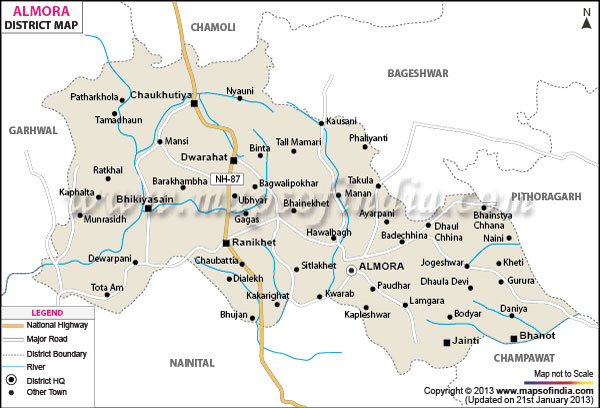 ALMORA
DISTRICT MAP
CHAMOLI
N
BAGESHWAR
GARHWAL
PITHORAGARH
NAINITAL
CHAMPAWAT
Patharkhola
Chaukhutiya
Nyauni
Tamadhaun
Kausani
Mansi
Binta
Tall Mamari
Phaliyanti
Dwarahat
NH-87
Ratkhal
Barakhambha
Bagwalipokhar
Takula
Manan
Kaphalta
Bhikiyasain
Ubhyar
Bhainekhet
Munrasidh
Gagas
Ayarpani
Bhainstya
Chhana
Dhaul
Chhina
Naini
Ranikhet
Hawalbagh
Badechhina
Dewarpani
Chaubattia
Sitlakhet
ALMORA
Jogeshwar
Kheti
Tota Am
Dialekh
Paudhar
Dhaula Devi
Gurura
Kakarighat
Kwarab
Lamgara
Bhujan
Kapleshwar
Bodyar
Daniya
Jainti
Bhanot
www.mapsofindia.com
LEGEND
National Highway
Major Road
District Boundary
River
District HQ
Other Town
Map not to Scale
Copyright © 2013 www.mapsofindia.com
(Updated on 21st January 2013)